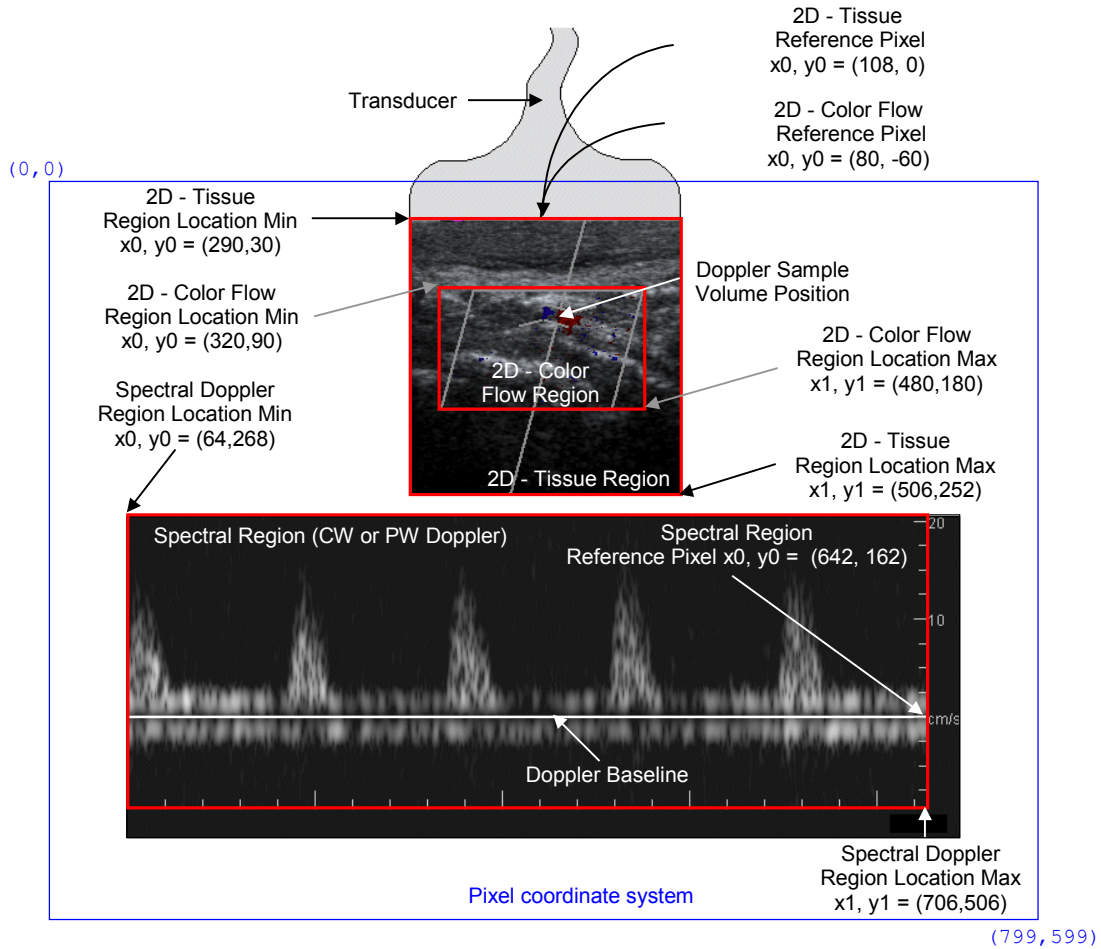 2D - Tissue
Reference Pixel
x0, y0 = (108, 0)
Transducer
2D - Color Flow
Reference Pixel
x0, y0 = (80, -60)
(0,0)
2D - Tissue
Region Location Min
x0, y0 = (290,30)
Doppler Sample
Volume Position
2D - Color Flow
Region Location Min
x0, y0 = (320,90)
2D - Color Flow
Region Location Max
x1, y1 = (480,180)
2D - Color
Flow Region
Spectral Doppler
Region Location Min
x0, y0 = (64,268)
2D - Tissue
Region Location Max
x1, y1 = (506,252)
2D - Tissue Region
Spectral Region (CW or PW Doppler)
Spectral Region
Reference Pixel x0, y0 = (642, 162)
20
10
cm/s
Doppler Baseline
Spectral Doppler
Region Location Max
x1, y1 = (706,506)
Pixel coordinate system
(799,599)